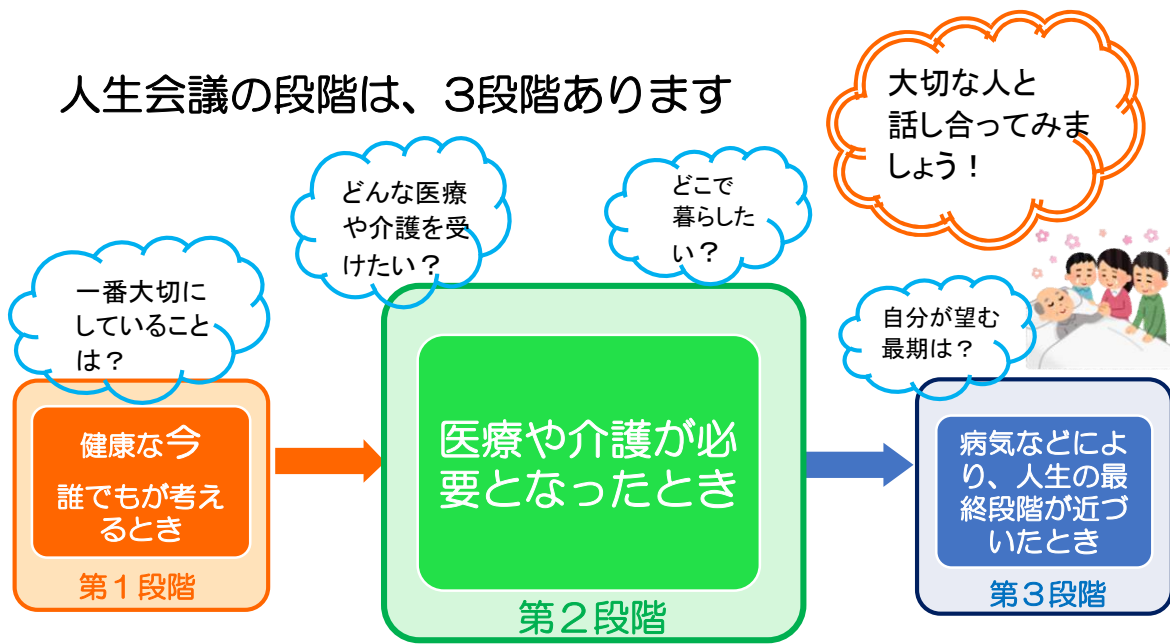 人生会議の段階は、3段階あります
大切な人と
話し合ってみま
しょう！
どんな医療
や介護を受
けたい？
どこで
暮らした
い？
一番大切に
していること
は？
自分が望む
最期は？
健康な今
誰でもが考え
るとき
第１段階
医療や介護が必
要となったとき
第２段階
病気などによ
り、人生の最
終段階が近づ
いたとき
第３段階